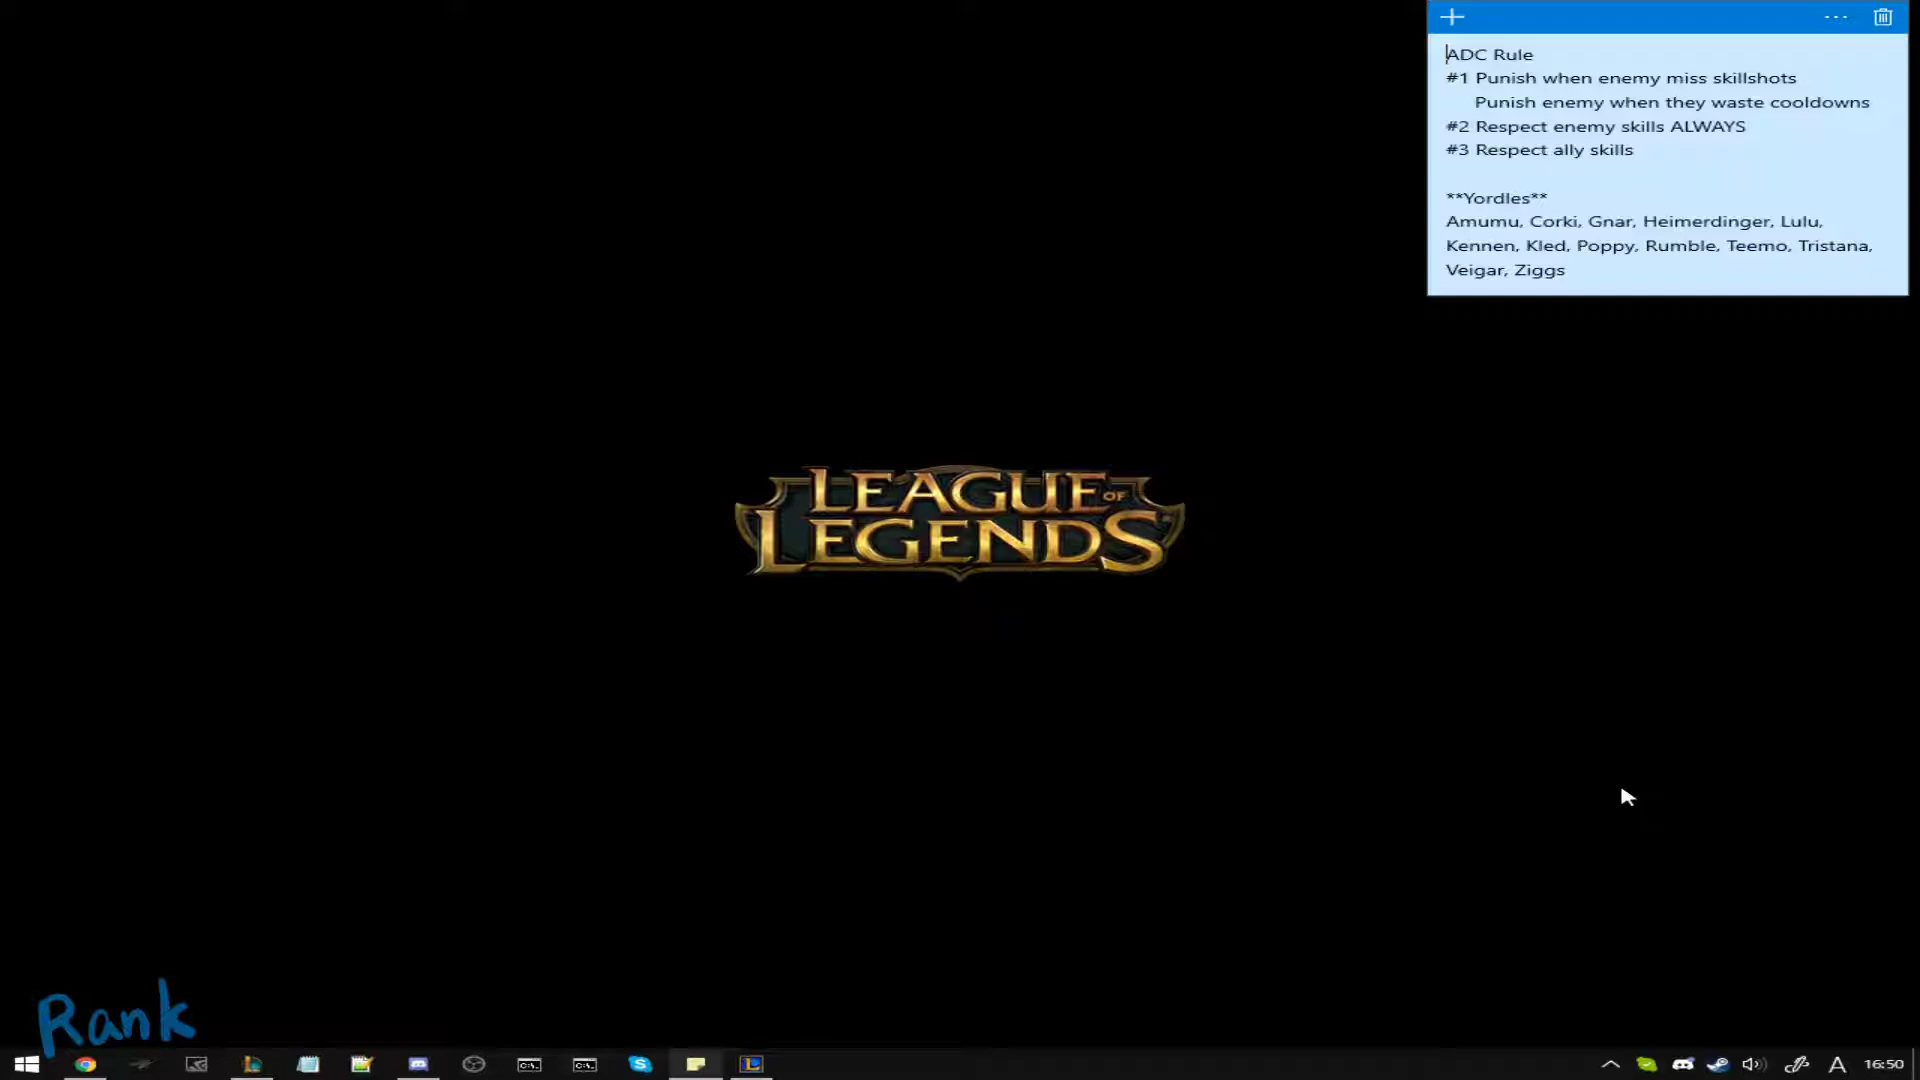 ADC Rule
#1 Punish when enemy miss skillshots
Punish enemy when they waste cooldowns
#2 Respect enemy skills ALWAYS
#3 Respect ally skills
**Yordles**
Amumu, Corki, Gnar, Heimerdinger, Lulu,
Kennen, Kled, Poppy, Rumble, Teemo, Tristana,
Veigar, Ziggs
LEAGUE OF
LEGENDS
Rank
A 16:50